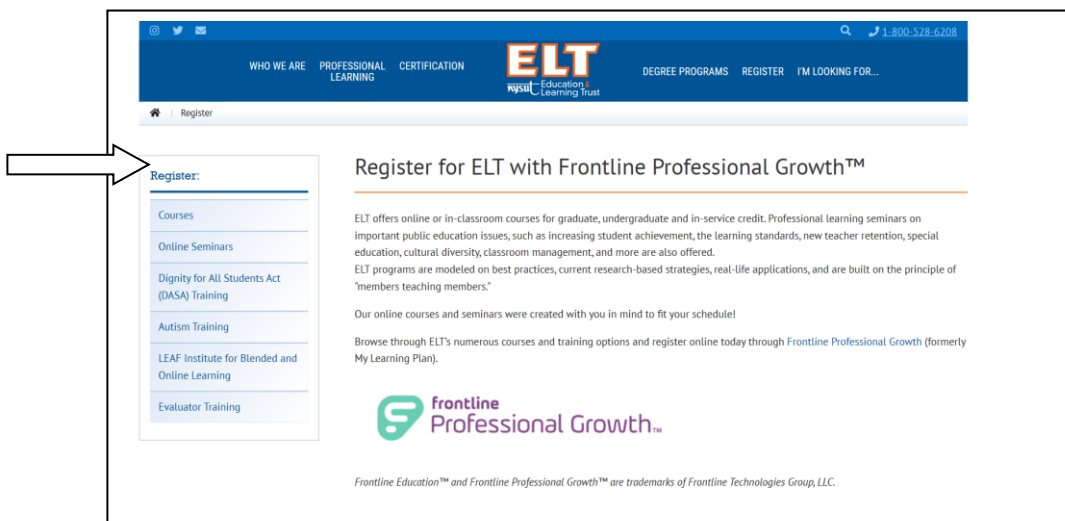 1-800-528-6208
WHO WE ARE
PROFESSIONAL
LEARNING
CERTIFICATION
ELT
nysut Education &
Learning Trust
DEGREE PROGRAMS
REGISTER
I'M LOOKING FOR...
Register
Register:
Courses
Online Seminars
Dignity for All Students Act
(DASA) Training
Autism Training
LEAF Institute for Blended and
Online Learning
Evaluator Training
Register for ELT with Frontline Professional Growth™
ELT offers online or in-classroom courses for graduate, undergraduate and in-service credit. Professional learning seminars on
important public education issues, such as increasing student achievement, the learning standards, new teacher retention, special
education, cultural diversity, classroom management, and more are also offered.
ELT programs are modeled on best practices, current research-based strategies, real-life applications, and are built on the principle of
"members teaching members."
Our online courses and seminars were created with you in mind to fit your schedule!
Browse through ELT's numerous courses and training options and register online today through Frontline Professional Growth (formerly
My Learning Plan).
frontline
Professional Growth™
Frontline Education™ and Frontline Professional Growth™ are trademarks of Frontline Technologies Group, LLC.